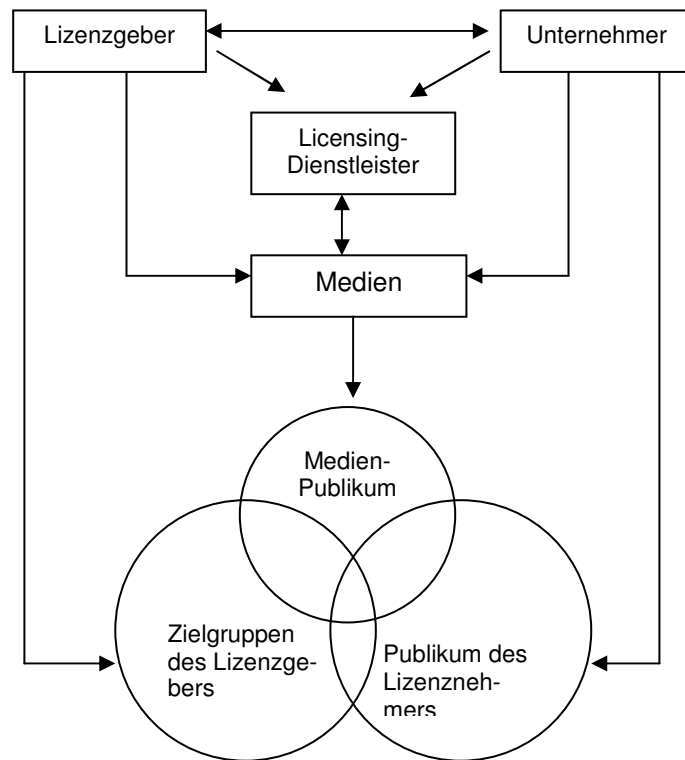 Lizenzgeber
Unternehmer
Licensing-
Dienstleister
Medien
Medien-
Publikum
Zielgruppen
des Lizenzge-
bers
Publikum des
Lizenzneh-
mers